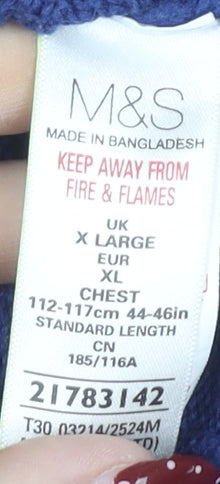 M&S
MADE IN BANGLADESH
KEEP AWAY FROM
FIRE & FLAMES
UK
X LARGE
EUR
XL
CHEST
112-117cm 44-46in
STANDARD LENGTH
CN
185/116A
21783142
T30 03214/2524M
TD)